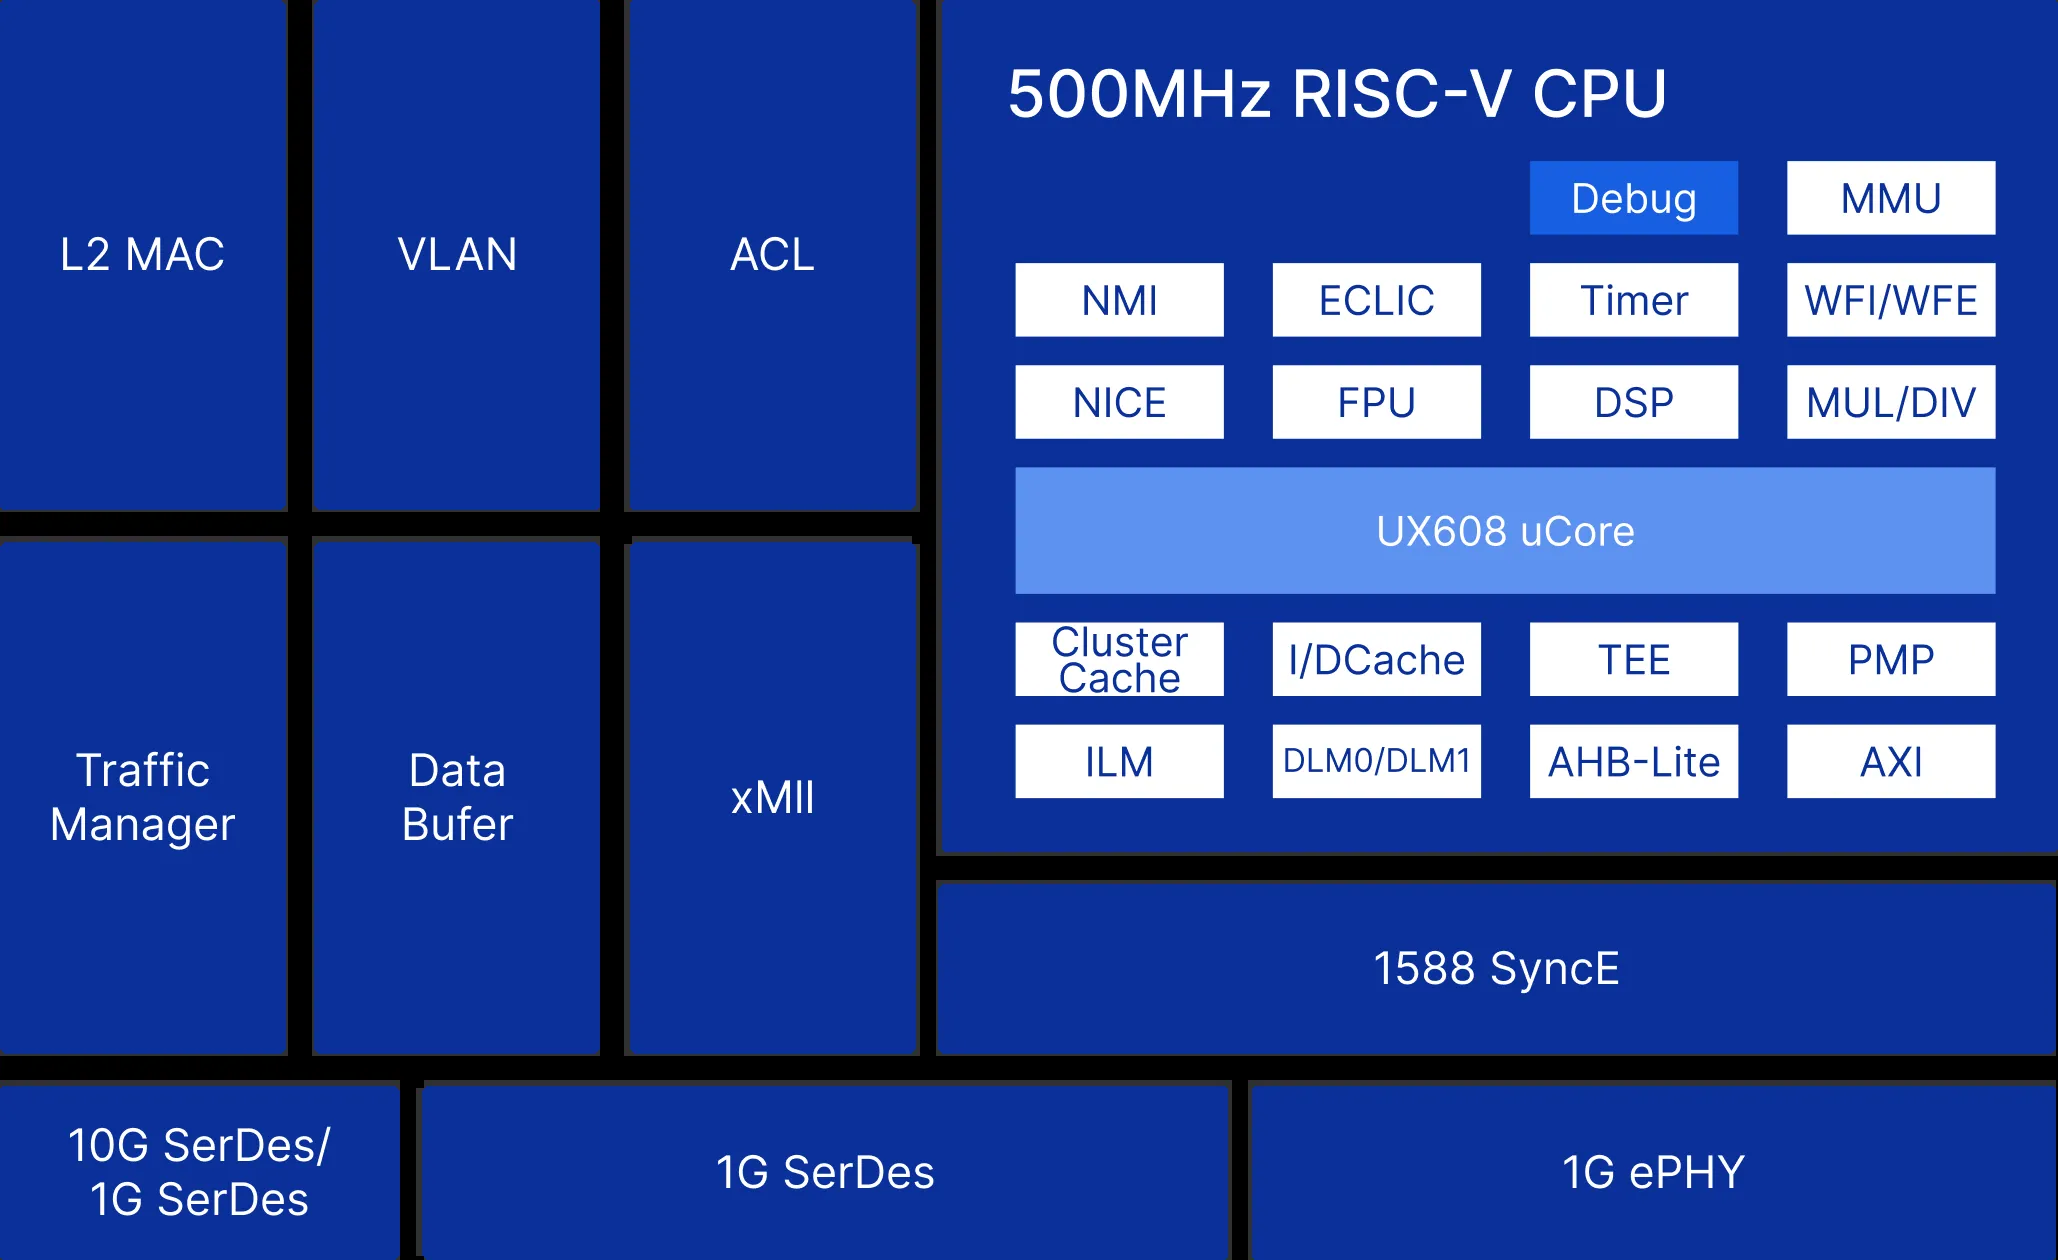 L2 MAC
VLAN
ACL
500MHz RISC-V CPU
Debug
MMU
NMI
ECLIC
Timer
WFI/WFE
NICE
FPU
DSP
MUL/DIV
UX608 uCore
Cluster
Cache
I/DCache
TEE
PMP
ILM
DLM0/DLM1
AHB-Lite
AXI
Traffic
Manager
Data
Bufer
xMII
1588 SyncE
10G SerDes/
1G SerDes
1G SerDes
1G ePHY